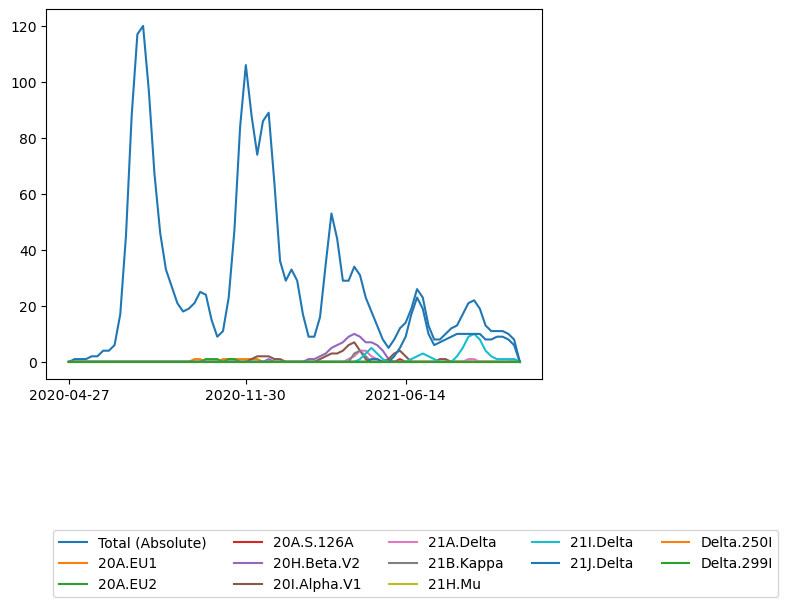 120
100
80
60
40
20
0
2020-04-27 2020-11-30 2021-06-14
Total (Absolute) 20A.S.126A 21A.Delta 21I.Delta Delta.250I
20A.EU1 20H.Beta.V2 21B.Kappa 21J.Delta Delta.299I
20A.EU2 20I.Alpha.V1 21H.Mu